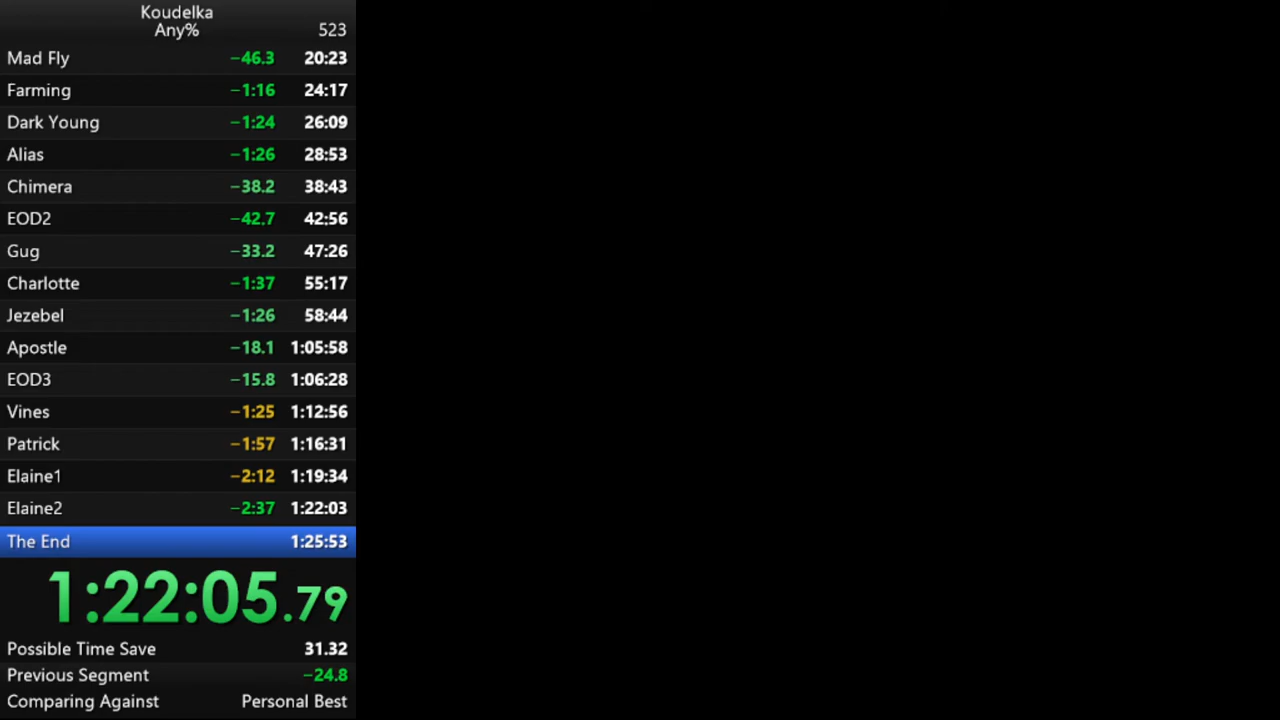 Koudelka
Any% 523
Mad Fly −46.3 20:23
Farming −1:16 24:17
Dark Young −1:24 26:09
Alias −1:26 28:53
Chimera −38.2 38:43
EOD2 −42.7 42:56
Gug −33.2 47:26
Charlotte −1:37 55:17
Jezebel −1:26 58:44
Apostle −18.1 1:05:58
EOD3 −15.8 1:06:28
Vines −1:25 1:12:56
Patrick −1:57 1:16:31
Elaine1 −2:12 1:19:34
Elaine2 −2:37 1:22:03
The End 1:25:53
1:22:05.79
Possible Time Save 31.32
Previous Segment −24.8
Comparing Against Personal Best